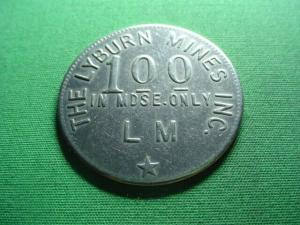 THE LYBURN MINES INC.
100
IN MDSE. ONLY
L M